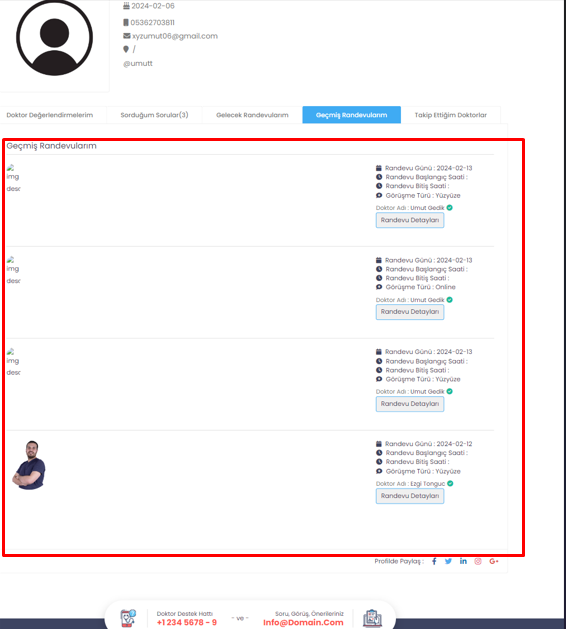 2024-02-06
05362703811
xyzumut06@gmail.com
/
@umutt
Doktor Değerlendirmelerim Sorduğum Sorular(3) Gelecek Randevularım Geçmiş Randevularım Takip Ettiğim Doktorlar
Geçmiş Randevularım
img
desc
Randevu Günü : 2024-02-13
Randevu Başlangıç Saati :
Randevu Bitiş Saati :
Görüşme Türü : Yüzyüze
Doktor Adı : Umut Gedik
Randevu Detayları
img
desc
Randevu Günü : 2024-02-13
Randevu Başlangıç Saati :
Randevu Bitiş Saati :
Görüşme Türü : Online
Doktor Adı : Umut Gedik
Randevu Detayları
img
desc
Randevu Günü : 2024-02-13
Randevu Başlangıç Saati :
Randevu Bitiş Saati :
Görüşme Türü : Yüzyüze
Doktor Adı : Umut Gedik
Randevu Detayları
Randevu Günü : 2024-02-12
Randevu Başlangıç Saati :
Randevu Bitiş Saati :
Görüşme Türü : Yüzyüze
Doktor Adı : Ezgi Tonguc
Randevu Detayları
Profilde Paylaş :
Doktor Destek Hattı
+1 234 5678 - 9
- ve -
Soru, Görüş, Önerileriniz
Info@Domain.Com